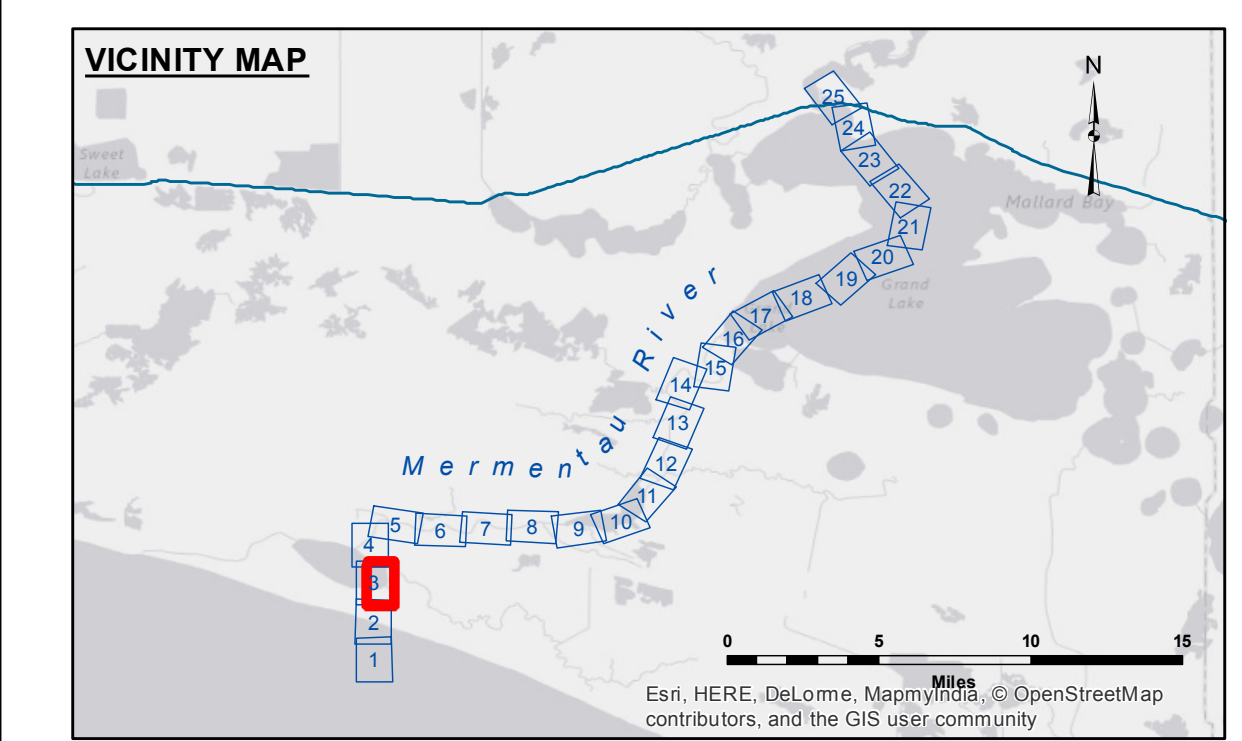 VICINITY MAP
N
Sweet
Lake
25
24
23
22
Mallard Bay
21
20
19
Grand
Lake
18
17
16
15
14
13
12
11
10
9
8
7
6
5
4
3
2
1
Mermentau River
0 5 10 15
Miles
Esri, HERE, DeLorme, MapmyIndia, © OpenStreetMap
contributors, and the GIS user community